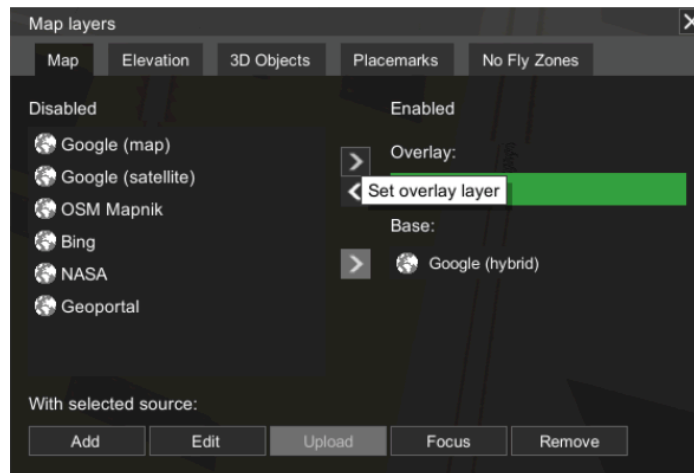 Map layers
Map Elevation 3D Objects Placemarks No Fly Zones
Disabled
Enabled
Google (map)
Google (satellite)
OSM Mapnik
Bing
NASA
Geoportal
Overlay:
Set overlay layer
Base:
Google (hybrid)
With selected source:
Add Edit Upload Focus Remove